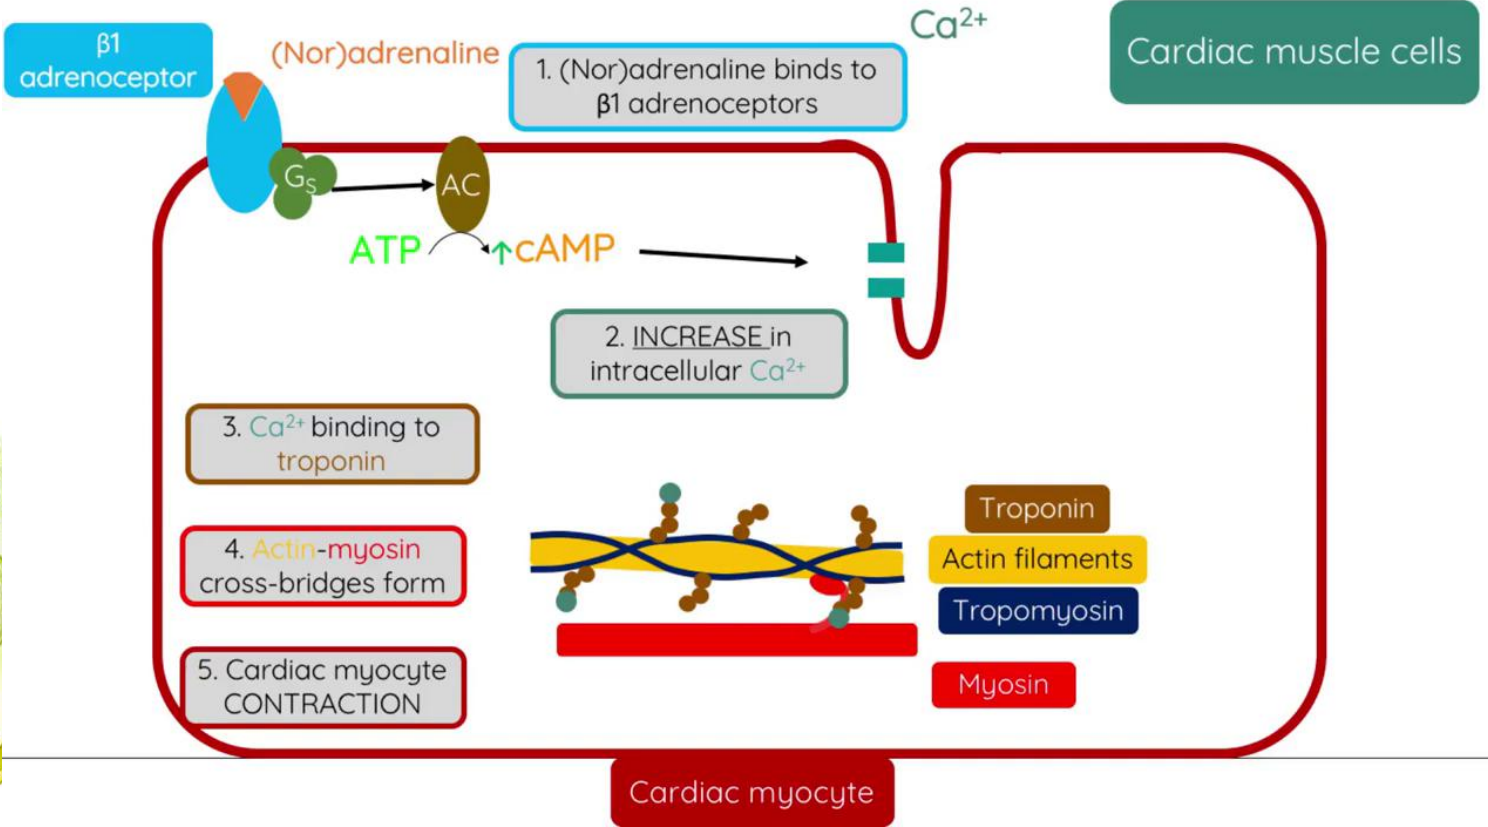 β1
adrenoceptor
(Nor)adrenaline
1. (Nor)adrenaline binds to
β1 adrenoceptors
Ca²⁺
Cardiac muscle cells
Gₛ
AC
ATP
↑cAMP
2. INCREASE in
intracellular Ca²⁺
3. Ca²⁺ binding to
troponin
4. Actin-myosin
cross-bridges form
5. Cardiac myocyte
CONTRACTION
Troponin
Actin filaments
Tropomyosin
Myosin
Cardiac myocyte